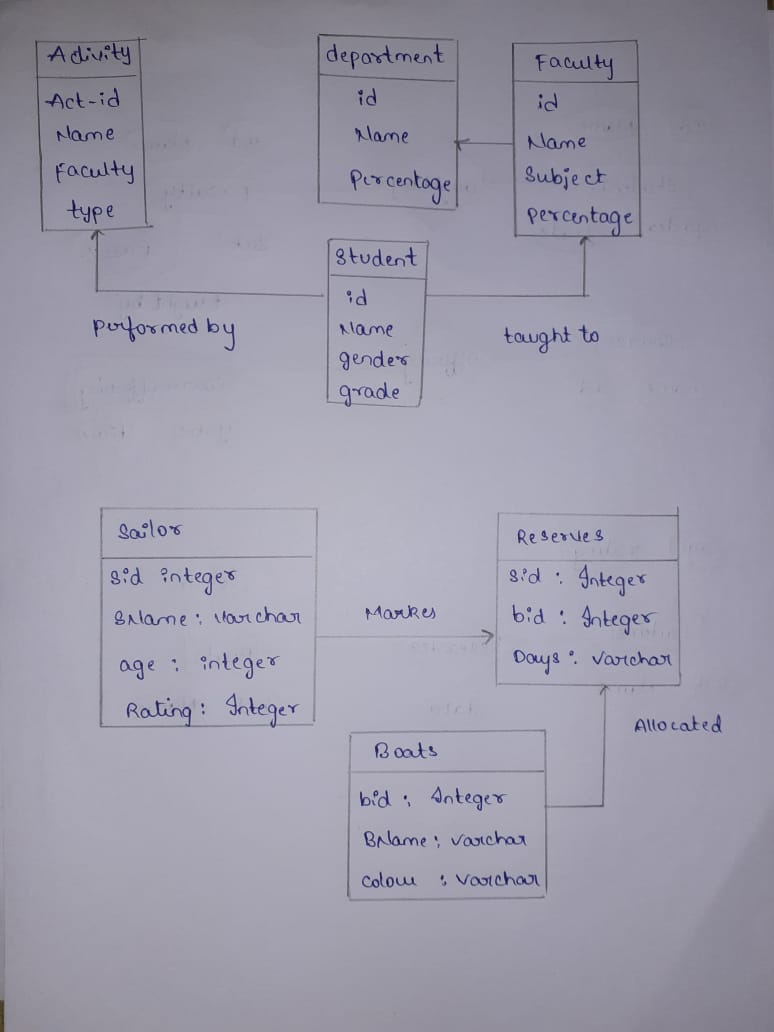 Activity
Act-id
Name
Faculty
type
department
id
Name
Percentage
Faculty
id
Name
Subject
percentage
Student
id
Name
gender
grade
performed by
taught to
Sailor
Sid integer
SName : Varchar
age : integer
Rating : Integer
Markes
Reserves
Sid : Integer
bid : Integer
Days : Varchar
Allocated
Boats
bid : Integer
BName : varchar
Colour : varchar